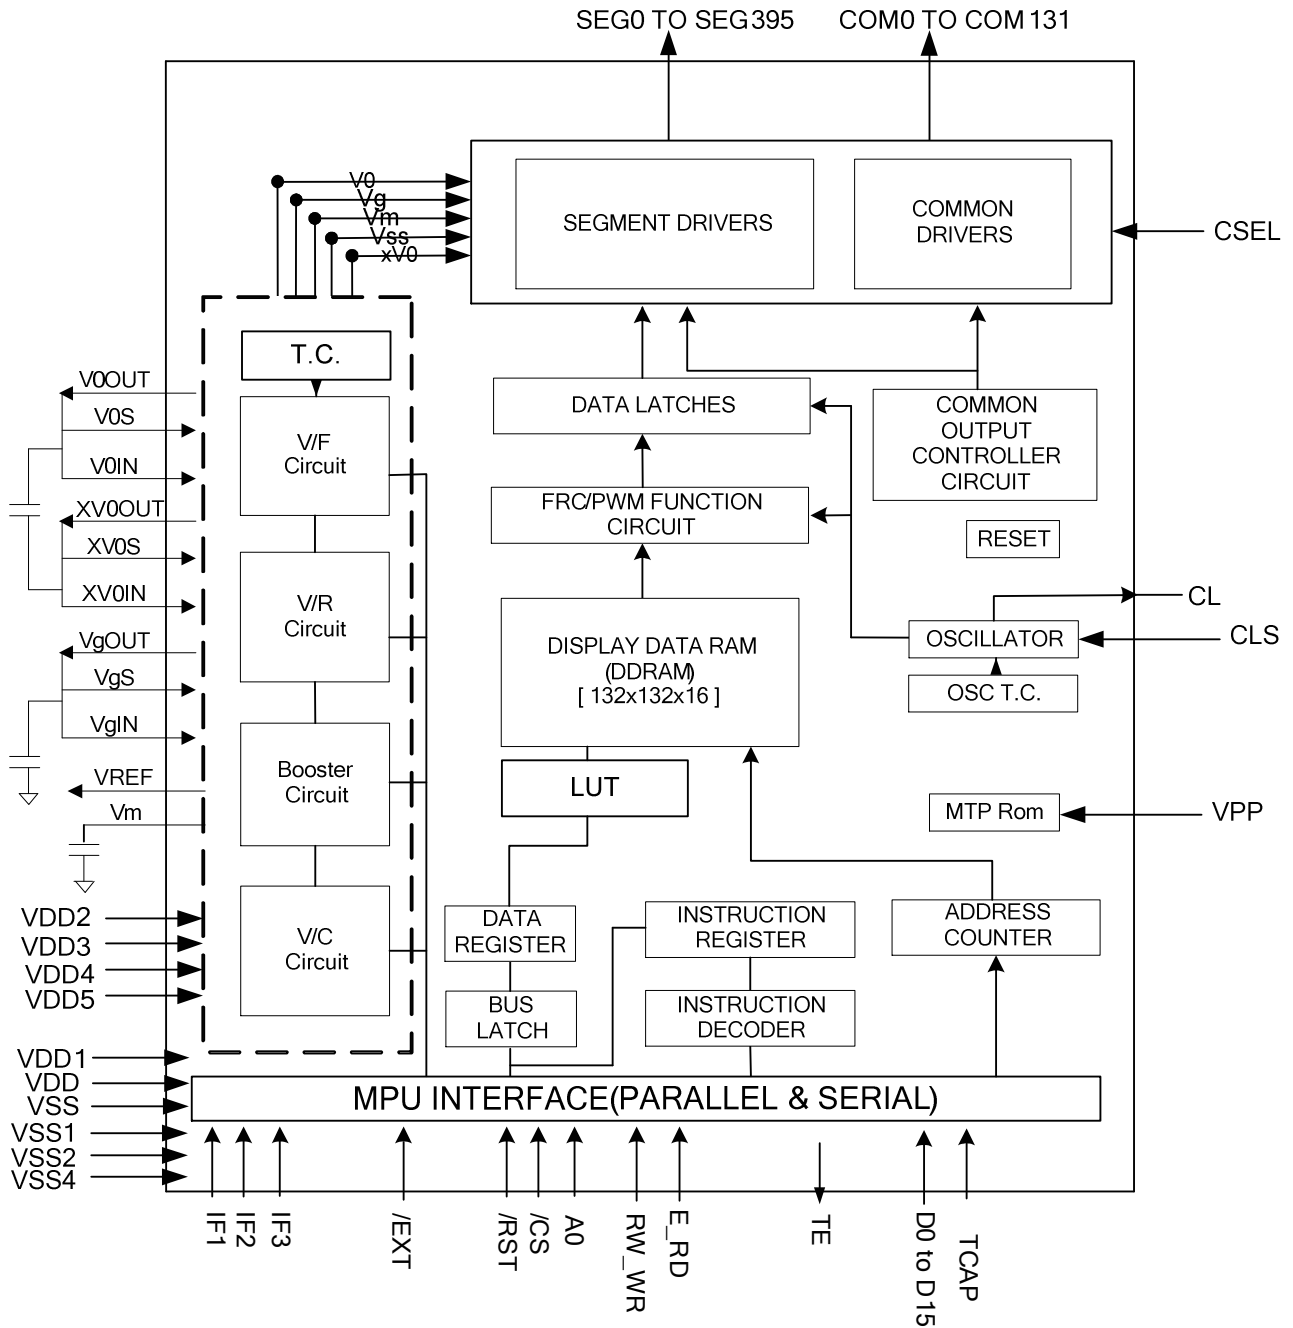 SEG0 TO SEG395
COM0 TO COM131
V0
Vg
Vm
Vss
xV0
SEGMENT DRIVERS
COMMON
DRIVERS
CSEL
T.C.
V/F
Circuit
V/R
Circuit
Booster
Circuit
V/C
Circuit
V0OUT
V0S
V0IN
XV0OUT
XV0S
XV0IN
VgOUT
VgS
VgIN
VREF
Vm
VDD2
VDD3
VDD4
VDD5
VDD1
VDD
VSS
VSS1
VSS2
VSS4
DATA LATCHES
COMMON
OUTPUT
CONTROLLER
CIRCUIT
FRC/PWM FUNCTION
CIRCUIT
RESET
DISPLAY DATA RAM
(DDRAM)
[ 132x132x16 ]
CL
OSCILLATOR
CLS
OSC T.C.
LUT
MTP Rom
VPP
DATA
REGISTER
INSTRUCTION
REGISTER
ADDRESS
COUNTER
BUS
LATCH
INSTRUCTION
DECODER
MPU INTERFACE(PARALLEL & SERIAL)
IF1
IF2
IF3
/EXT
/RST
/CS
A0
RW_WR
E_RD
TE
D0 to D15
TCAP